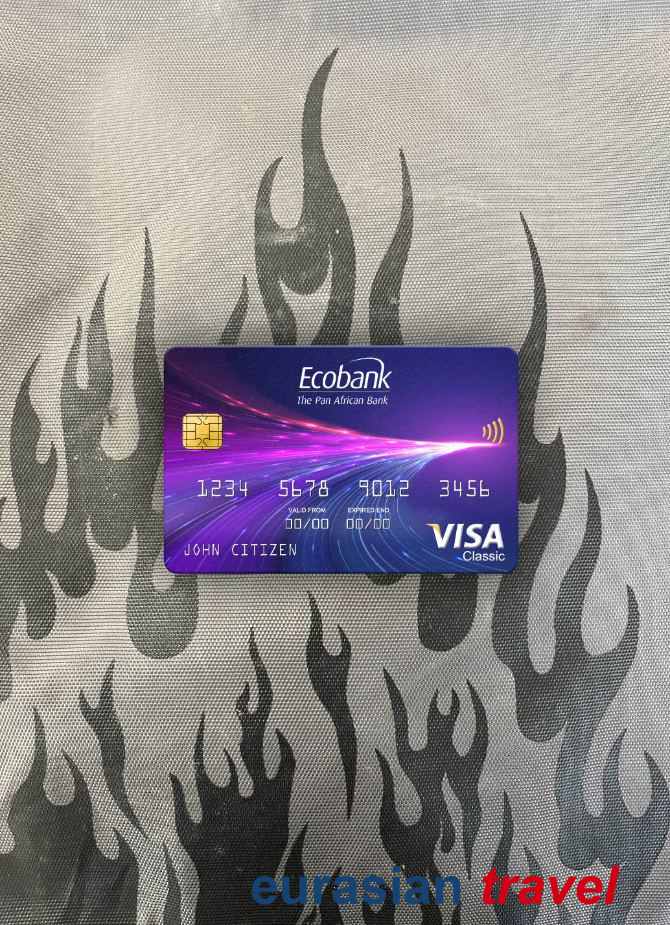 Ecobank
The Pan African Bank
1234 5678 9012 3456
VALID FROM EXPIRED END
00/00 00/00
JOHN CITIZEN
VISA
Classic
eurasian travel